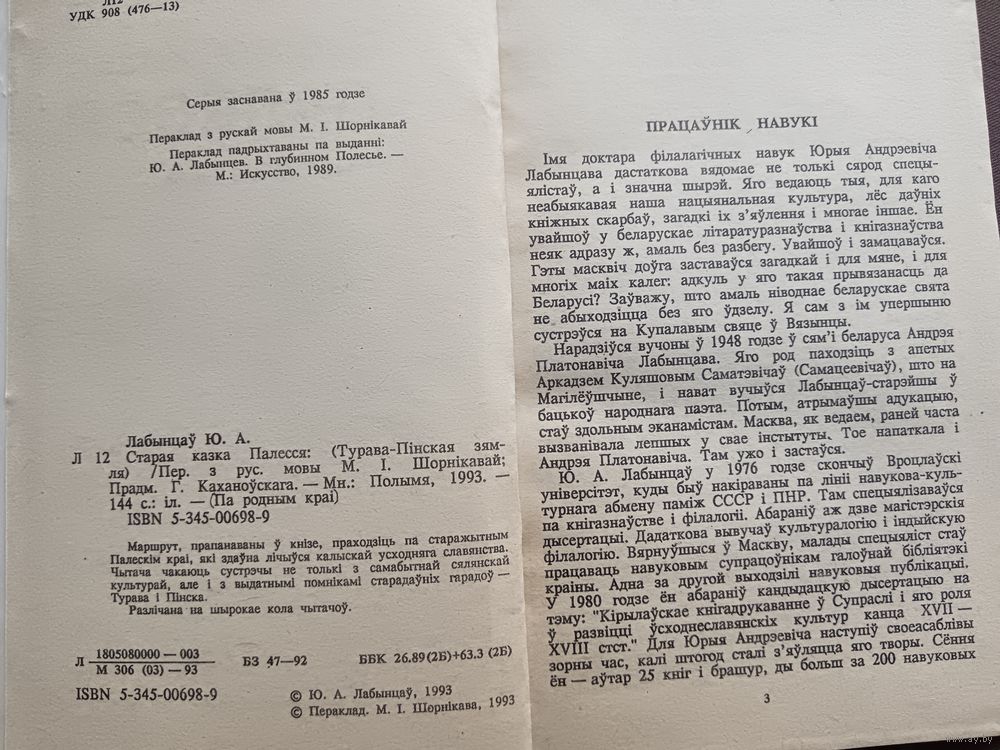 Л12
УДК 908 (476—13)
Серыя заснавана ў 1985 годзе
Пераклад з рускай мовы М. І. Шорнікавай
Пераклад падрыхтаваны па выданні:
Ю. А. Лабынцев. В глубинном Полесье. —
М.: Искусство, 1989.
Лабынцаў Ю. А.
Л 12 Старая казка Палесся: (Турава-Пінская зям-
ля) /Пер. з рус. мовы М. І. Шорнікавай;
Прадм. Г. Каханоўскага. — Мн.: Полымя, 1993. —
144 с.: іл. — (Па родным краі)
ISBN 5-345-00698-9
Маршрут, прапанаваны ў кнізе, праходзіць па старажытным
Палескім краі, які здаўна лічыўся калыскай усходняга славянства.
Чытача чакаюць сустрэчы не толькі з самабытнай сялянскай
культурай, але і з выдатнымі помнікамі старадаўніх гарадоў —
Турава і Пінска.
Разлічана на шырокае кола чытачоў.
Л 1805080000 — 003
М 306 (03) — 93
БЗ 47—92
ББК 26.89 (2Б)+63.3 (2Б)
ISBN 5-345-00698-9
© Ю. А. Лабынцаў, 1993
© Пераклад. М. І. Шорнікава, 1993
ПРАЦАЎНІК НАВУКІ
Імя доктара філалагічных навук Юрыя Андрэевіча
Лабынцава дастаткова вядомае не толькі сярод спецы-
ялістаў, а і значна шырэй. Яго ведаюць тыя, для каго
неабыякавая наша нацыянальная культура, лёс даўніх
кніжных скарбаў, загадкі іх з'яўлення і многае іншае. Ён
увайшоў у беларускае літаратуразнаўства і кнігазнаўства
неяк адразу ж, амаль без разбегу. Увайшоў і замацаваўся.
Гэты масквіч доўга заставаўся загадкай і для мяне, і для
многіх маіх калег: адкуль у яго такая прывязанасць да
Беларусі? Заўважу, што амаль ніводнае беларускае свята
не абыходзіцца без яго ўдзелу. Я сам з ім упершыню
сустрэўся на Купалавым свяце ў Вязынцы.
Нарадзіўся вучоны ў 1948 годзе ў сям'і беларуса Андрэя
Платонавіча Лабынцава. Яго род паходзіць з апетых
Аркадзем Куляшовым Саматэвічаў (Самацеевічаў), што на
Магілёўшчыне, і нават вучыўся Лабынцаў-старэйшы ў
бацькоў народнага паэта. Потым, атрымаўшы адукацыю,
стаў здольным эканамістам. Масква, як ведаем, раней часта
вызванівала лепшых у свае інстытуты. Тое напаткала і
Андрэя Платонавіча. Там ужо і застаўся.
Ю. А. Лабынцаў у 1976 годзе скончыў Вроцлаўскі
універсітэт, куды быў накіраваны па лініі навукова-куль-
турнага абмену паміж СССР і ПНР. Там спецыялізаваўся
па кнігазнаўстве і філалогіі. Абараніў аж дзве магістэрскія
дысертацыі. Дадаткова вывучаў культуралогію і індыйскую
філалогію. Вярнуўшыся ў Маску, малады спецыяліст стаў
працаваць навуковым супрацоўнікам галоўнай бібліятэкі
краіны. Адна за другой выходзілі навуковыя публікацыі.
У 1980 годзе ён абараніў кандыдацкую дысертацыю на
тэму: "Кірылаўскае кнігадрукаванне ў Супраслі і яго роля
ў развіцці ўсходнеславянскіх культур канца XVII —
XVIII стст." Для Юрыя Андрэевіча наступіў своеасаблівы
зорны час, калі штогод сталі з'яўляцца яго творы. Сёння
ён — аўтар 25 кніг і брашур, ды больш за 200 навуковых
3
www.ay.by